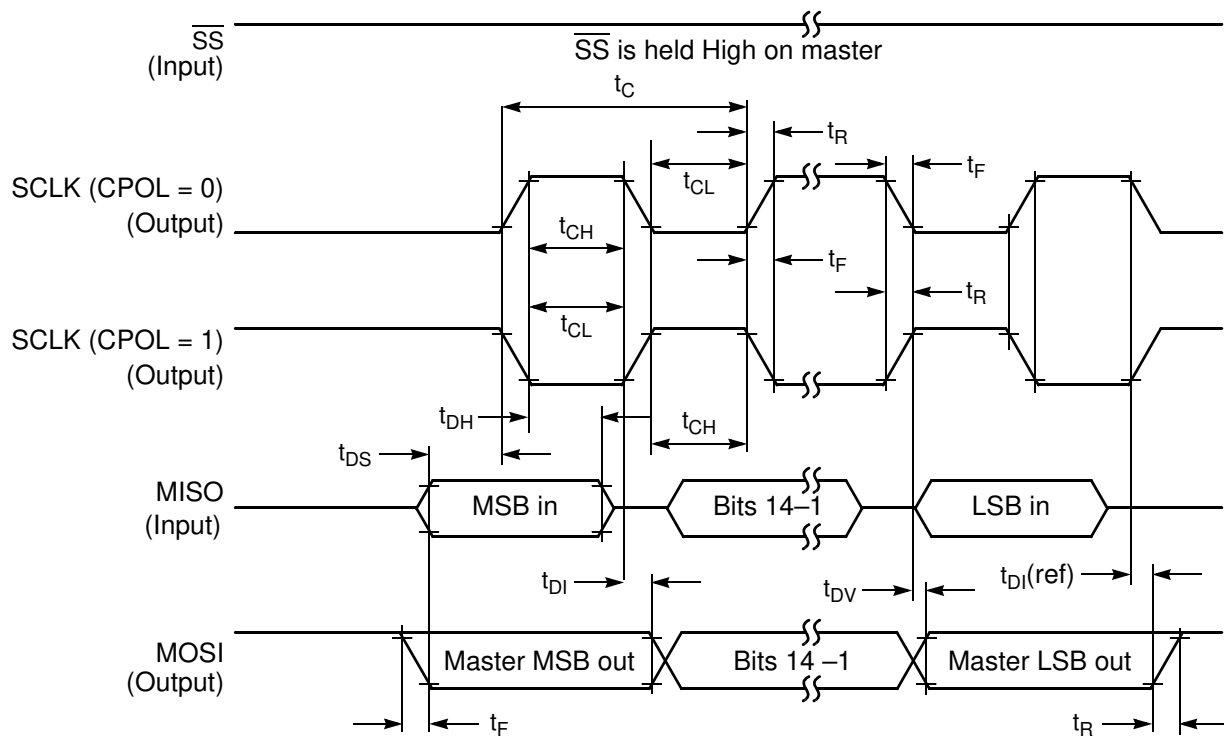 SS
(Input)
SS is held High on master
tC
tR
tF
SCLK (CPOL = 0)
(Output)
tCL
tCH
tF
tR
tCL
SCLK (CPOL = 1)
(Output)
tDH
tCH
tDS
MISO
(Input)
MSB in
Bits 14–1
LSB in
tDI
tDV
tDI(ref)
MOSI
(Output)
Master MSB out
Bits 14 –1
Master LSB out
tF
tR